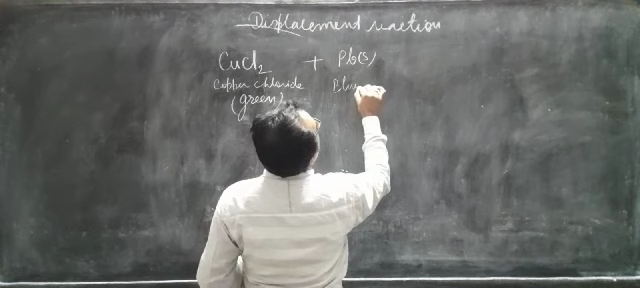 Displacement reaction
CuCl2 + Pb(s)
Copper chloride
(green)